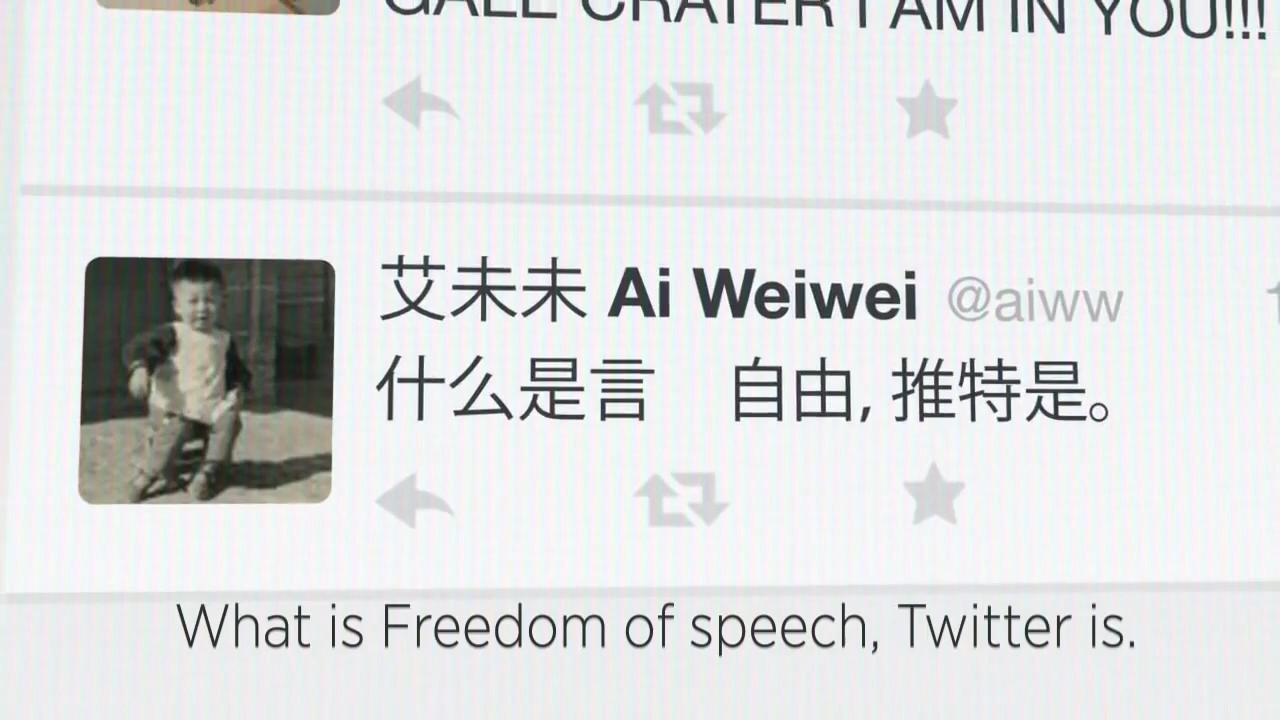 GALE CRATER I AM IN YOU!!!
艾未未 Ai Weiwei @aiww
什么是言　自由, 推特是。
What is Freedom of speech, Twitter is.